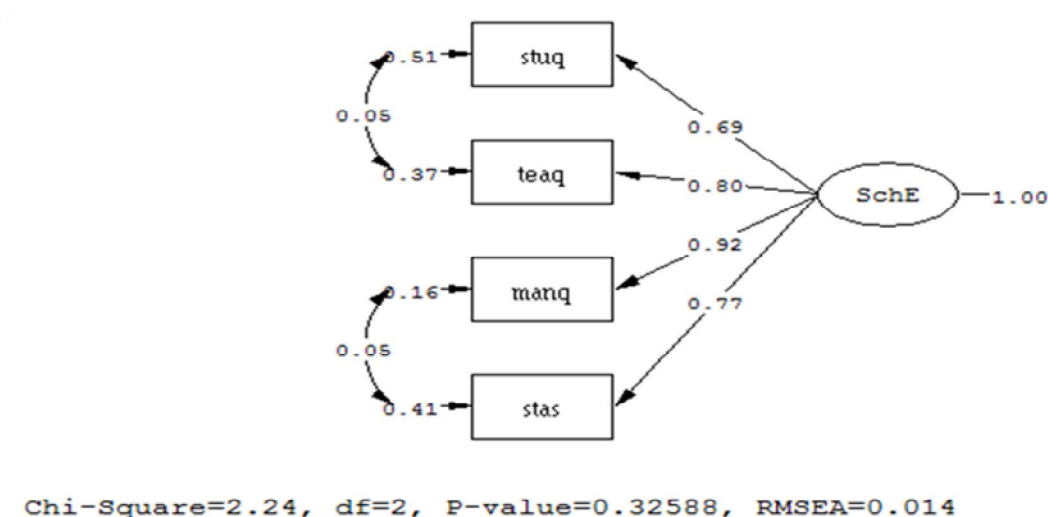 0.51
stuq
0.05
0.69
0.37
teaq
0.80
SchE
1.00
0.92
0.16
manq
0.77
0.05
0.41
stas
Chi-Square=2.24, df=2, P-value=0.32588, RMSEA=0.014